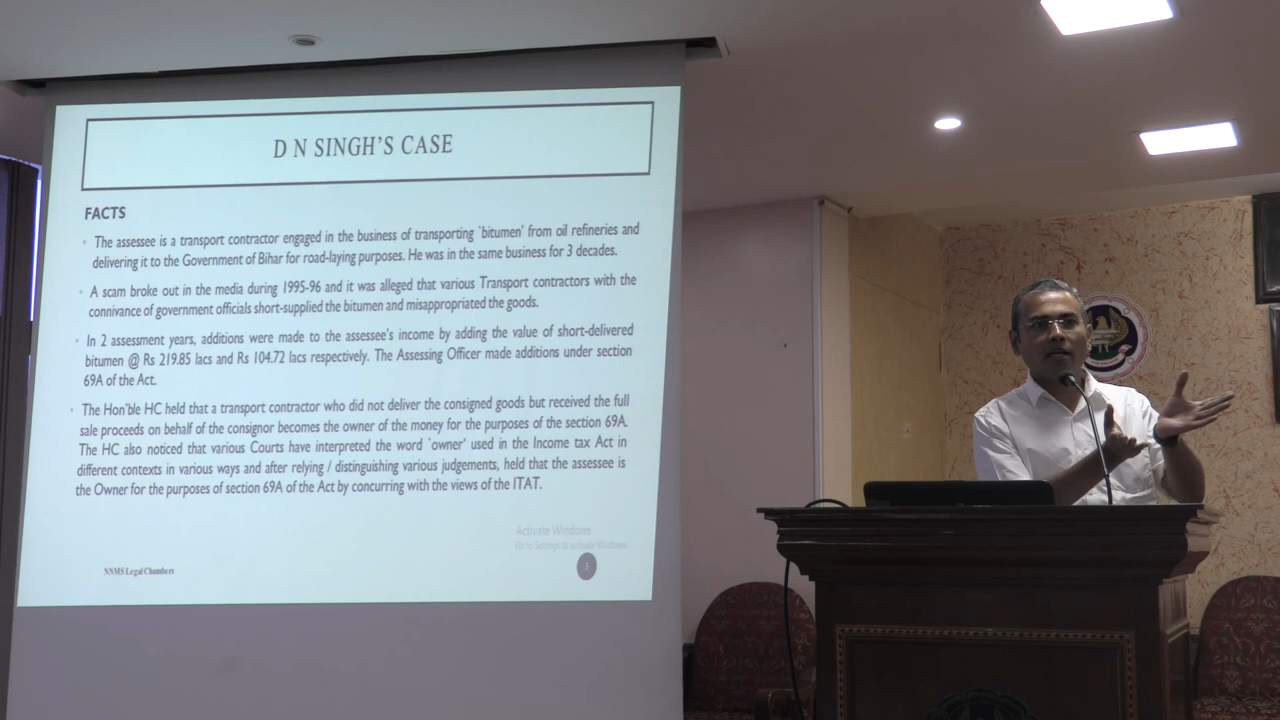 D N SINGH'S CASE
FACTS
The assessee is a transport contractor engaged in the business of transporting `bitumen' from oil refineries and
delivering it to the Government of Bihar for road-laying purposes. He was in the same business for 3 decades.
A scam broke out in the media during 1995-96 and it was alleged that various Transport contractors with the
connivance of government officials short-supplied the bitumen and misappropriated the goods.
In 2 assessment years, additions were made to the assessee's income by adding the value of short-delivered
bitumen @ Rs 219.85 lacs and Rs 104.72 lacs respectively. The Assessing Officer made additions under section
69A of the Act.
The Hon'ble HC held that a transport contractor who did not deliver the consigned goods but received the full
sale proceeds on behalf of the consignor becomes the owner of the money for the purposes of the section 69A.
The HC also noticed that various Courts have interpreted the word `owner' used in the Income tax Act in
different contexts in various ways and after relying / distinguishing various judgements, held that the assessee is
the Owner for the purposes of section 69A of the Act by concurring with the views of the ITAT.
Activate Windows
Go to Settings to activate Windows.
NNMS Legal Chambers
3